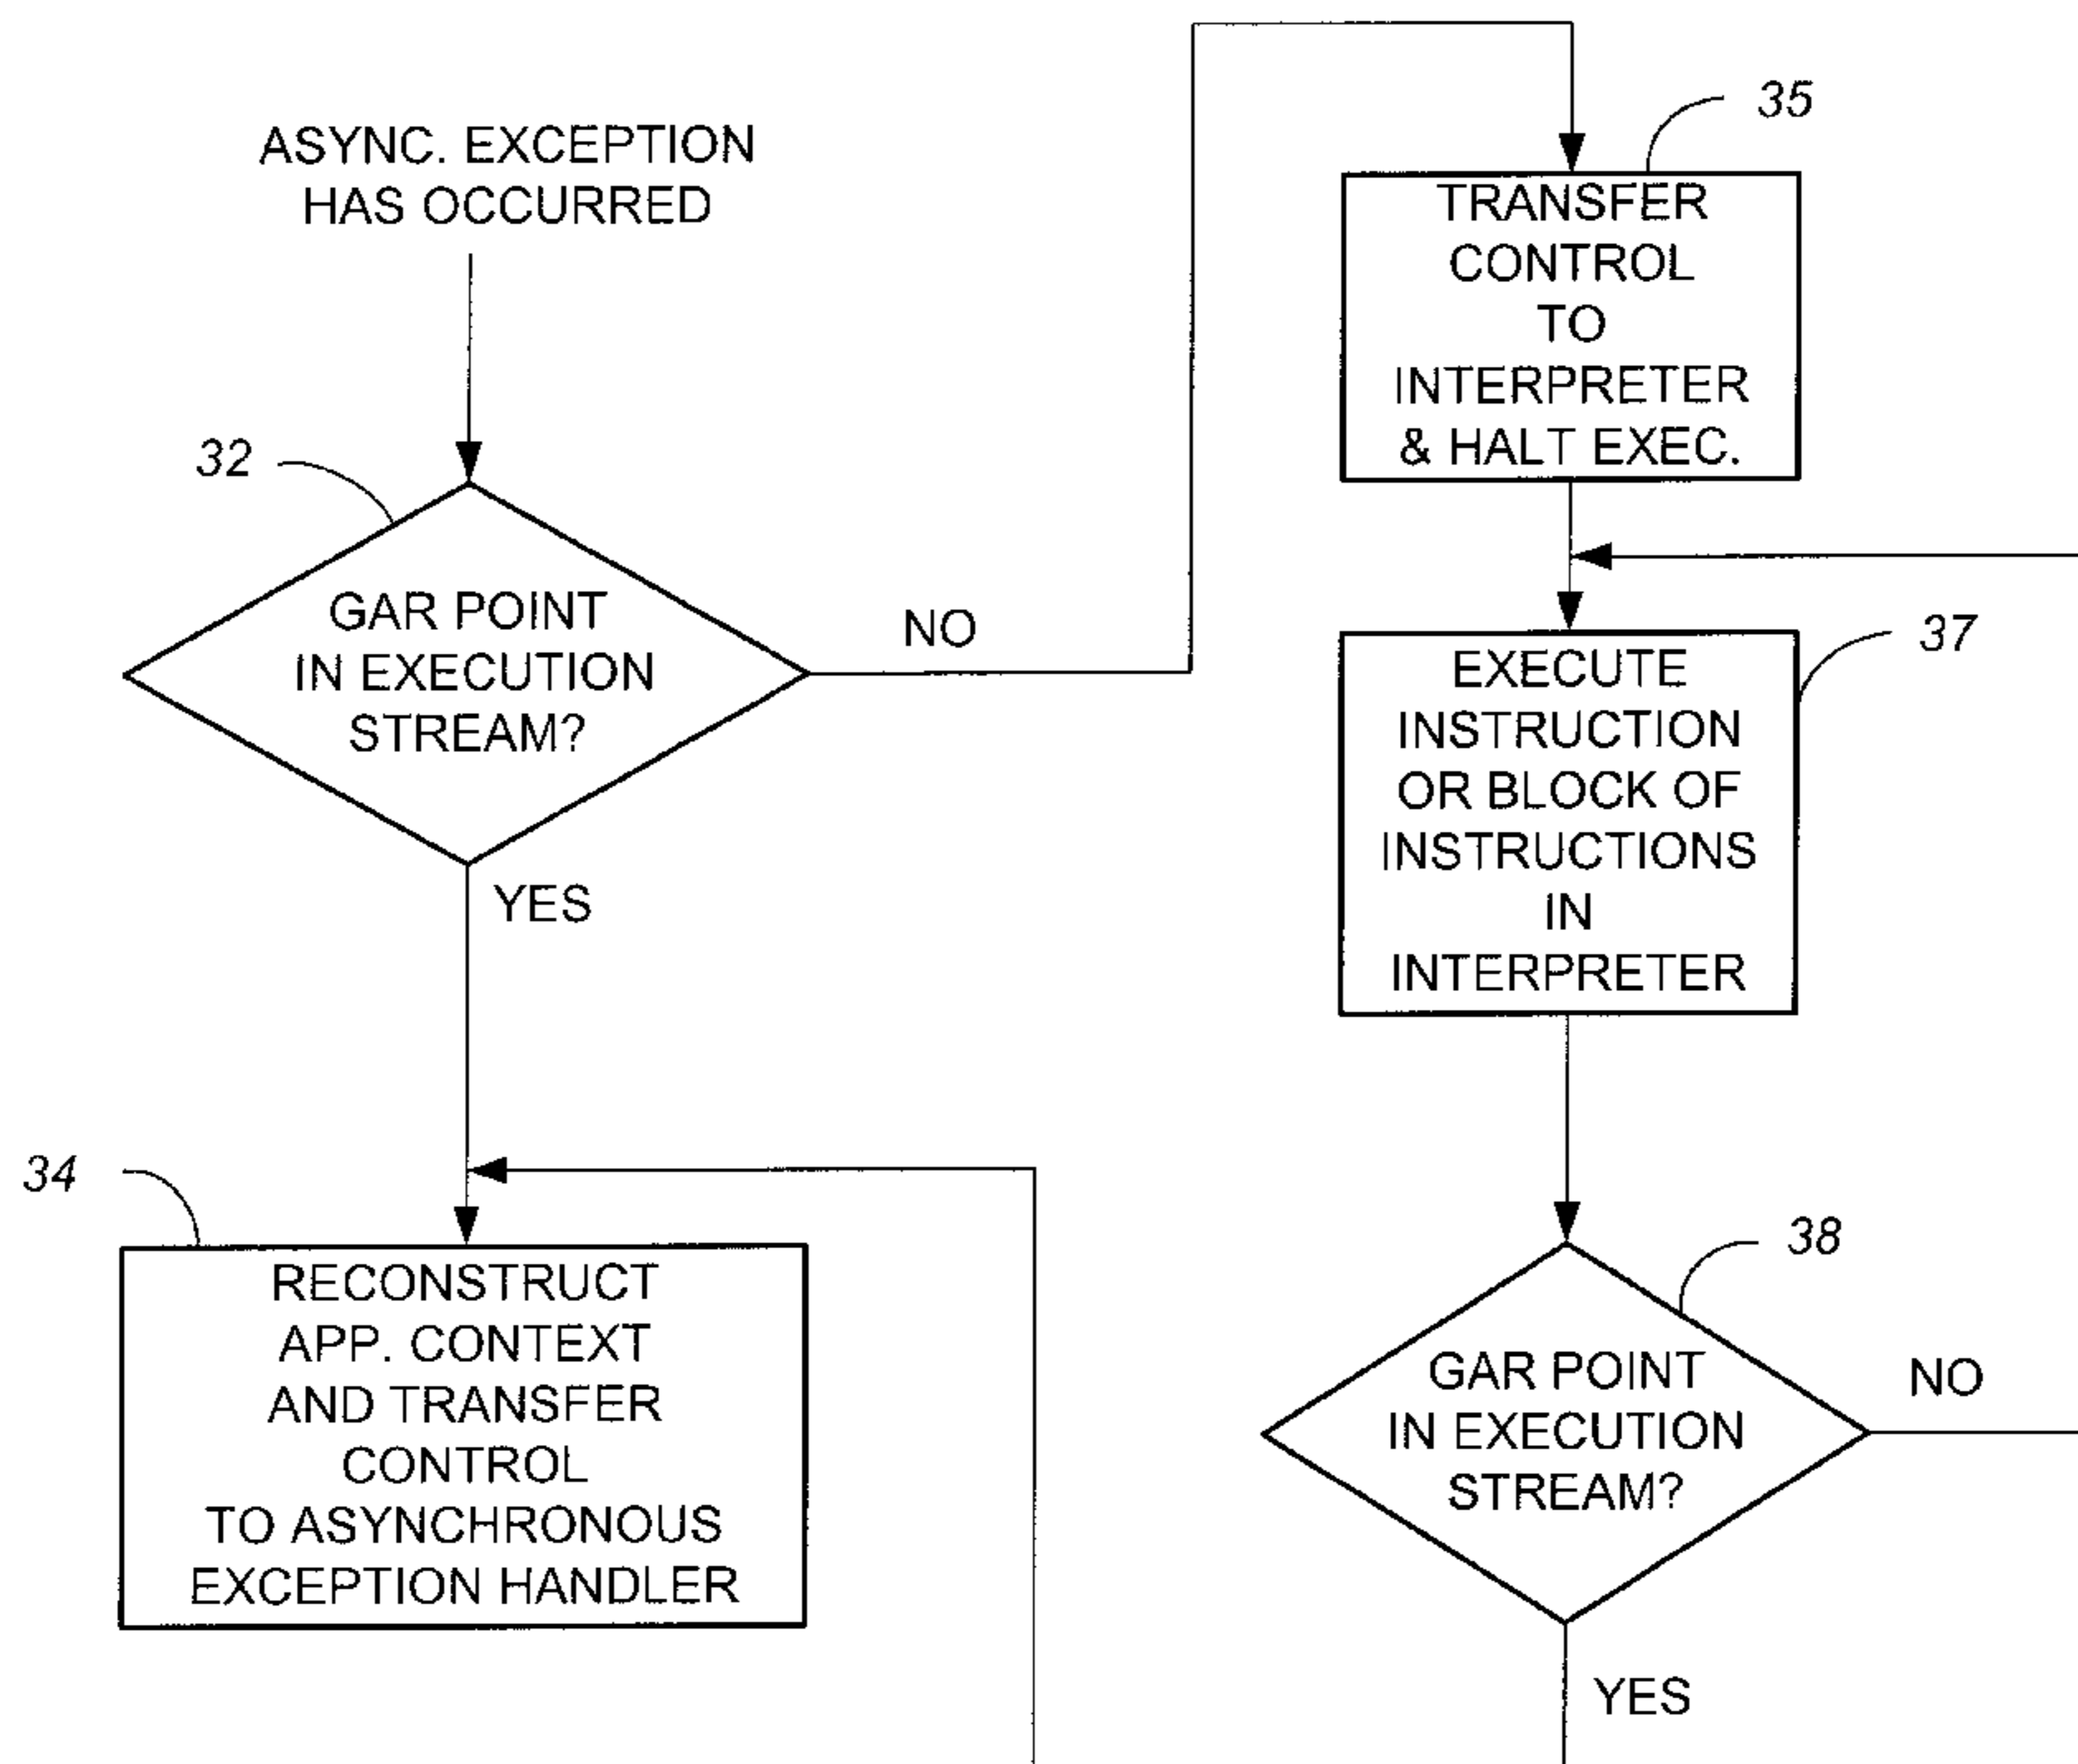 ASYNC. EXCEPTION
HAS OCCURRED
32
GAR POINT
IN EXECUTION
STREAM?
NO
YES
34
RECONSTRUCT
APP. CONTEXT
AND TRANSFER
CONTROL
TO ASYNCHRONOUS
EXCEPTION HANDLER
35
TRANSFER
CONTROL
TO
INTERPRETER
& HALT EXEC.
37
EXECUTE
INSTRUCTION
OR BLOCK OF
INSTRUCTIONS
IN
INTERPRETER
38
GAR POINT
IN EXECUTION
STREAM?
NO
YES